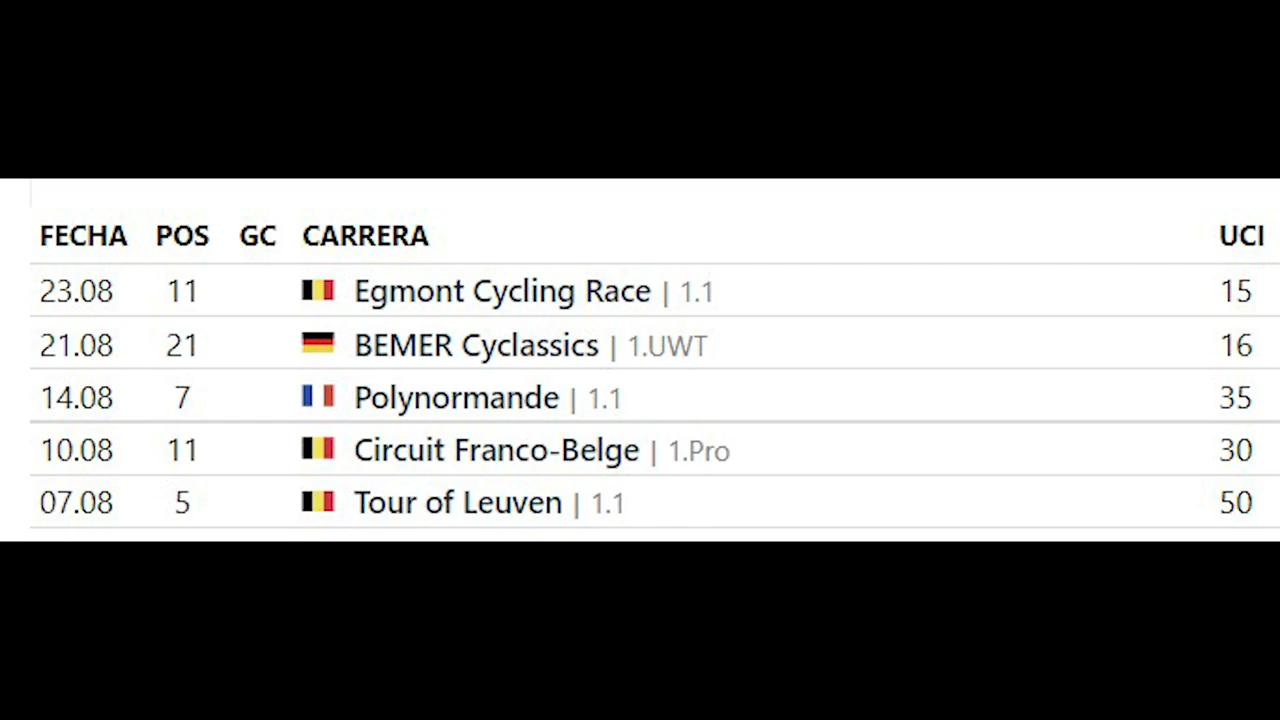 FECHA POS GC CARRERA UCI
23.08 11 Egmont Cycling Race | 1.1 15
21.08 21 BEMER Cyclassics | 1.UWT 16
14.08 7 Polynormande | 1.1 35
10.08 11 Circuit Franco-Belge | 1.Pro 30
07.08 5 Tour of Leuven | 1.1 50